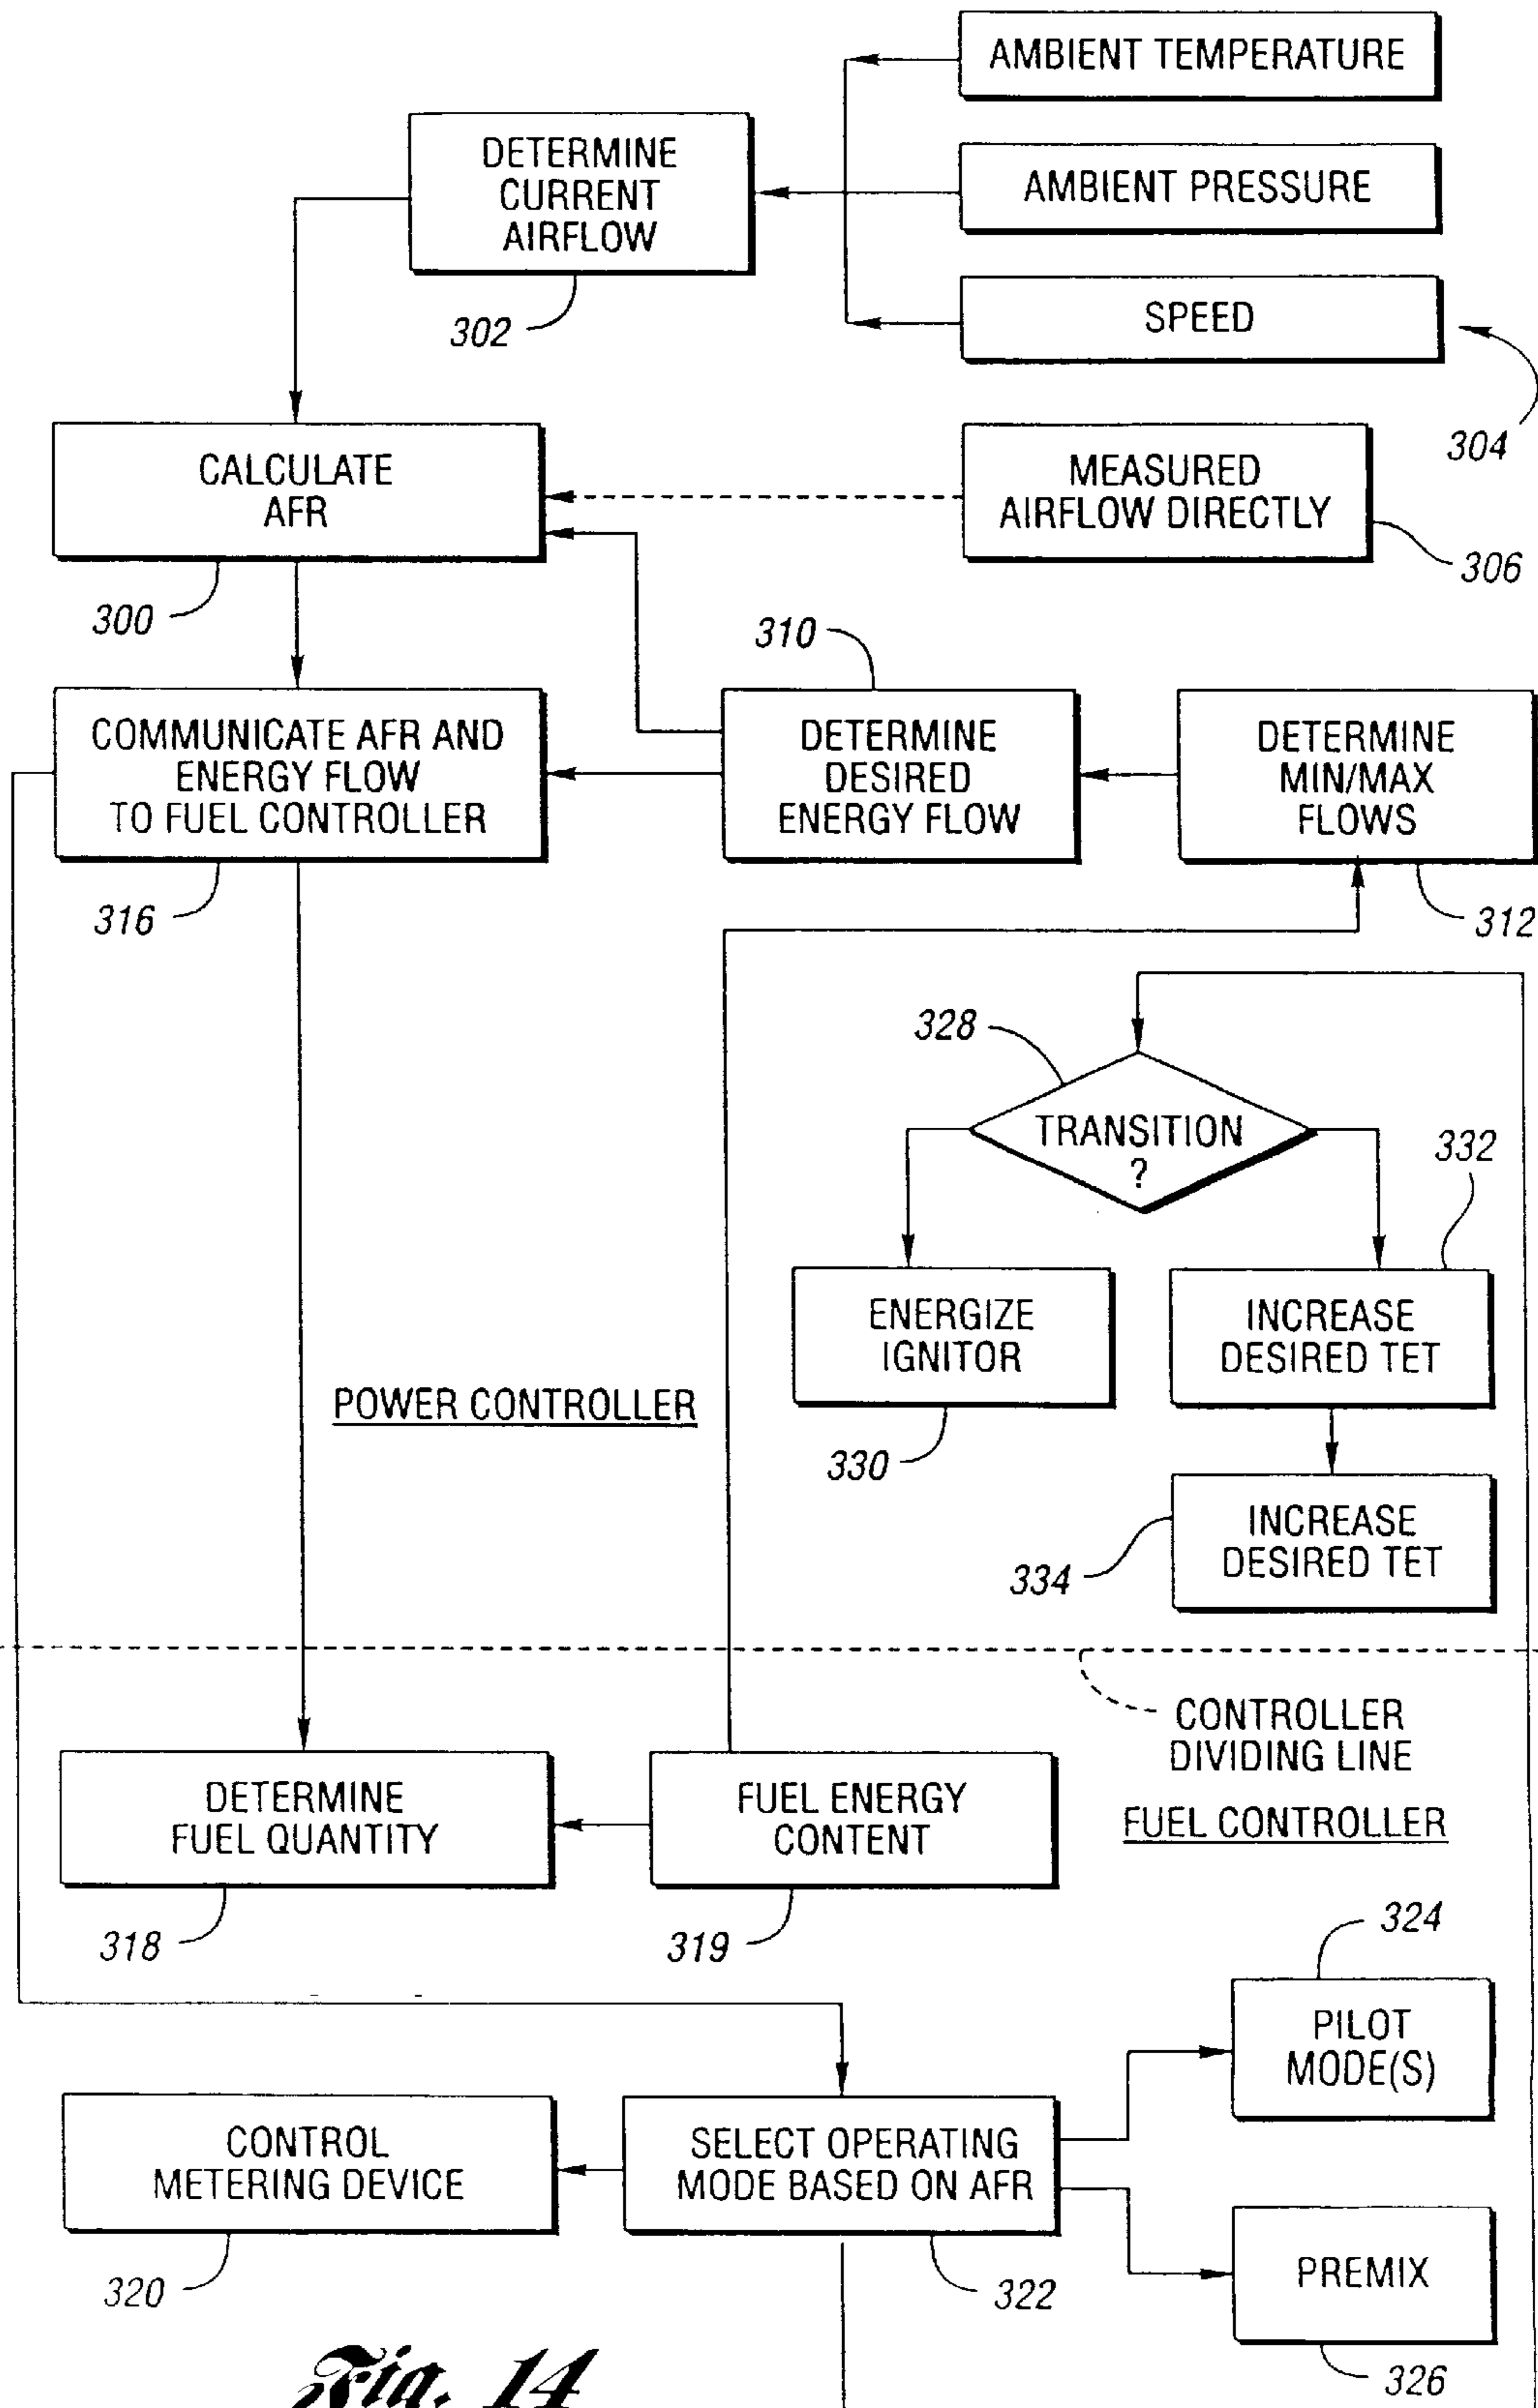 AMBIENT TEMPERATURE
DETERMINE
CURRENT
AIRFLOW
AMBIENT PRESSURE
302
SPEED
304
CALCULATE
AFR
MEASURED
AIRFLOW DIRECTLY
300
306
310
COMMUNICATE AFR AND
ENERGY FLOW
TO FUEL CONTROLLER
DETERMINE
DESIRED
ENERGY FLOW
DETERMINE
MIN/MAX
FLOWS
316
312
328
TRANSITION
?
332
ENERGIZE
IGNITOR
INCREASE
DESIRED TET
POWER CONTROLLER
330
INCREASE
DESIRED TET
334
CONTROLLER
DIVIDING LINE
DETERMINE
FUEL QUANTITY
FUEL ENERGY
CONTENT
FUEL CONTROLLER
318
319
324
PILOT
MODE(S)
CONTROL
METERING DEVICE
SELECT OPERATING
MODE BASED ON AFR
320
322
PREMIX
326
Fig. 14